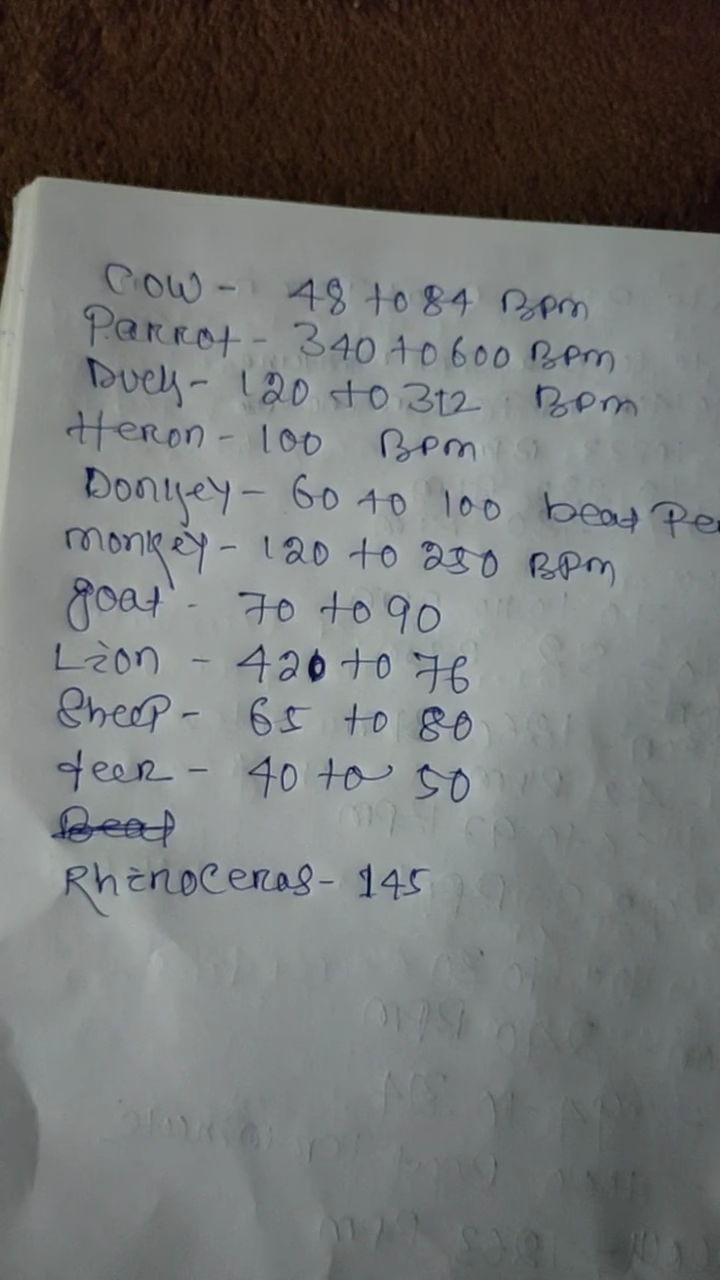 Cow - 48 to 84 Bpm
Parrot - 340 to 600 Bpm
Duck - 120 to 312 Bpm
Heron - 100 Bpm
Donkey - 60 to 100 beat Per
monkey - 120 to 250 Bpm
goat - 70 to 90
Lion - 420 to 76
Sheep - 65 to 80
deer - 40 to 50
Rhinoceras - 145